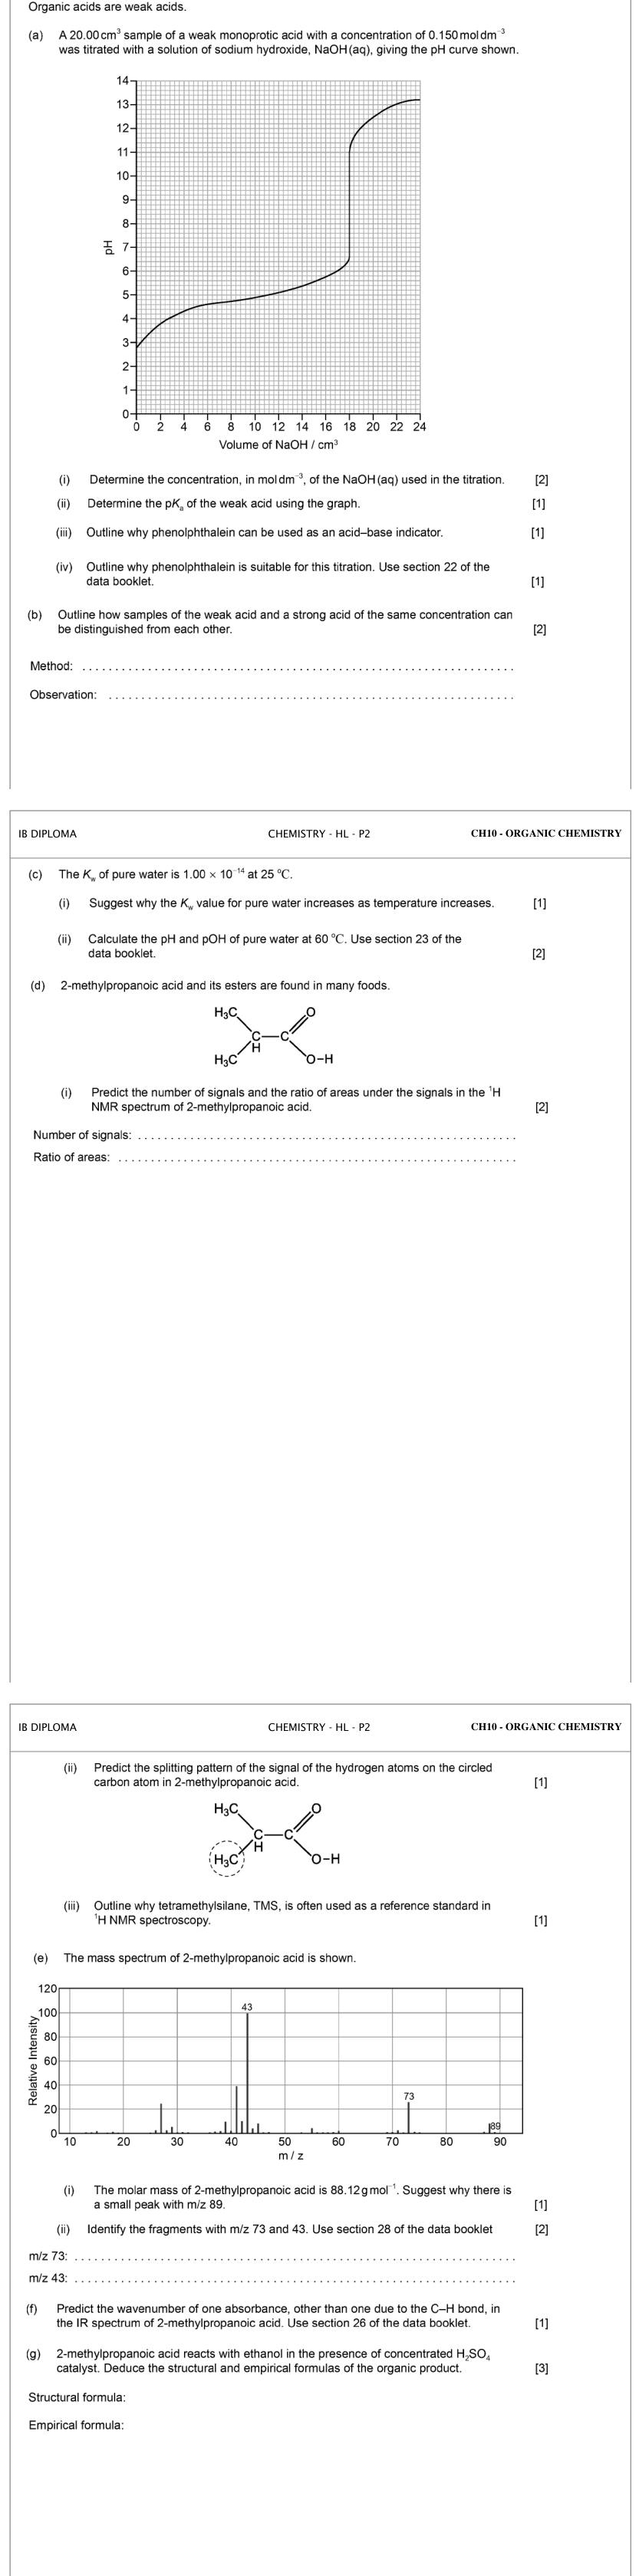 Organic acids are weak acids.
(a) A 20.00 cm³ sample of a weak monoprotic acid with a concentration of 0.150 mol dm⁻³
was titrated with a solution of sodium hydroxide, NaOH (aq), giving the pH curve shown.
14
13
12
11
10
9
8
7
6
5
4
3
2
1
0
pH
0 2 4 6 8 10 12 14 16 18 20 22 24
Volume of NaOH / cm³
(i) Determine the concentration, in mol dm⁻³, of the NaOH (aq) used in the titration. [2]
(ii) Determine the pKₐ of the weak acid using the graph. [1]
(iii) Outline why phenolphthalein can be used as an acid–base indicator. [1]
(iv) Outline why phenolphthalein is suitable for this titration. Use section 22 of the
data booklet. [1]
(b) Outline how samples of the weak acid and a strong acid of the same concentration can
be distinguished from each other. [2]
Method: ................................................................
Observation: ................................................................
IB DIPLOMA CHEMISTRY - HL - P2 CH10 - ORGANIC CHEMISTRY
(c) The K_w of pure water is 1.00 × 10⁻¹⁴ at 25 °C.
(i) Suggest why the K_w value for pure water increases as temperature increases. [1]
(ii) Calculate the pH and pOH of pure water at 60 °C. Use section 23 of the
data booklet. [2]
(d) 2-methylpropanoic acid and its esters are found in many foods.
H₃C O
C—C
H
H₃C O–H
(i) Predict the number of signals and the ratio of areas under the signals in the ¹H
NMR spectrum of 2-methylpropanoic acid. [2]
Number of signals: ................................................................
Ratio of areas: ................................................................
IB DIPLOMA CHEMISTRY - HL - P2 CH10 - ORGANIC CHEMISTRY
(ii) Predict the splitting pattern of the signal of the hydrogen atoms on the circled
carbon atom in 2-methylpropanoic acid. [1]
H₃C O
C—C
H
H₃C O–H
(iii) Outline why tetramethylsilane, TMS, is often used as a reference standard in
¹H NMR spectroscopy. [1]
(e) The mass spectrum of 2-methylpropanoic acid is shown.
120
100
80
60
40
20
0
Relative Intensity
43
73
89
10 20 30 40 50 60 70 80 90
m / z
(i) The molar mass of 2-methylpropanoic acid is 88.12 g mol⁻¹. Suggest why there is
a small peak with m/z 89. [1]
(ii) Identify the fragments with m/z 73 and 43. Use section 28 of the data booklet [2]
m/z 73: ................................................................
m/z 43: ................................................................
(f) Predict the wavenumber of one absorbance, other than one due to the C–H bond, in
the IR spectrum of 2-methylpropanoic acid. Use section 26 of the data booklet. [1]
(g) 2-methylpropanoic acid reacts with ethanol in the presence of concentrated H₂SO₄
catalyst. Deduce the structural and empirical formulas of the organic product. [3]
Structural formula:
Empirical formula: